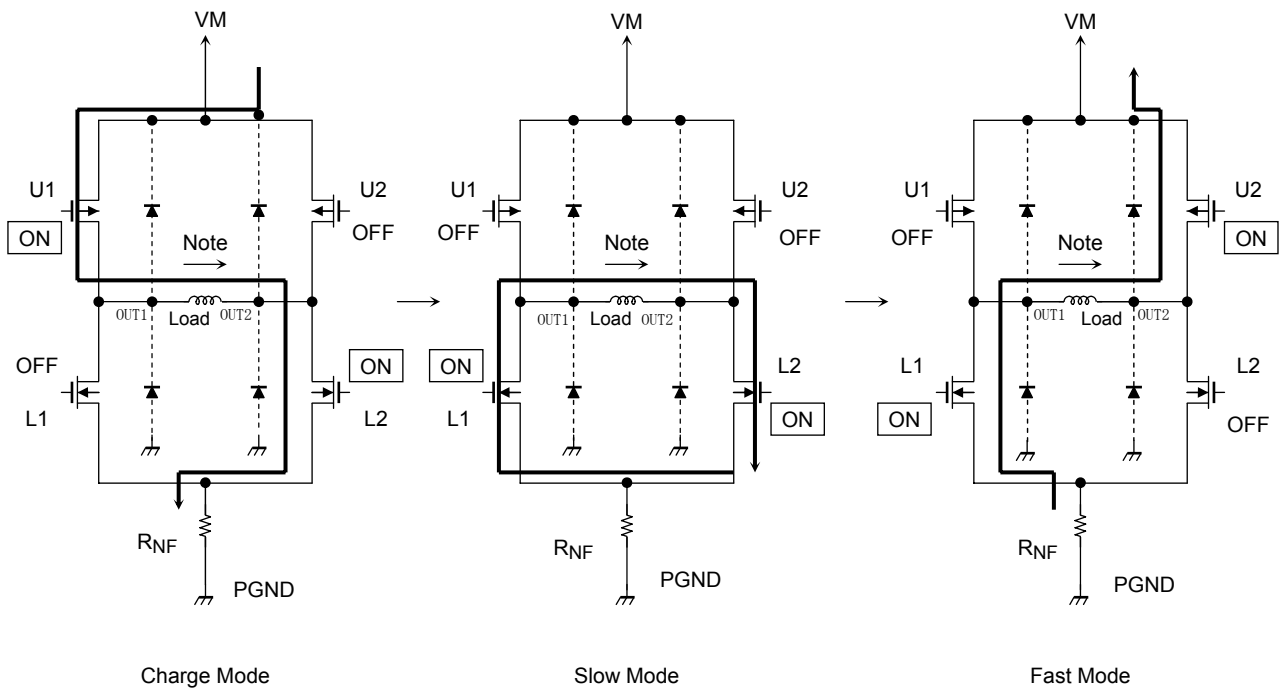 VM
U1
ON
U2
OFF
Note
OUT1
Load
OUT2
OFF
L1
ON
L2
RNF
PGND
Charge Mode
VM
U1
OFF
U2
OFF
Note
OUT1
Load
OUT2
ON
L1
L2
ON
RNF
PGND
Slow Mode
VM
U1
OFF
U2
ON
Note
OUT1
Load
OUT2
L1
ON
L2
OFF
RNF
PGND
Fast Mode